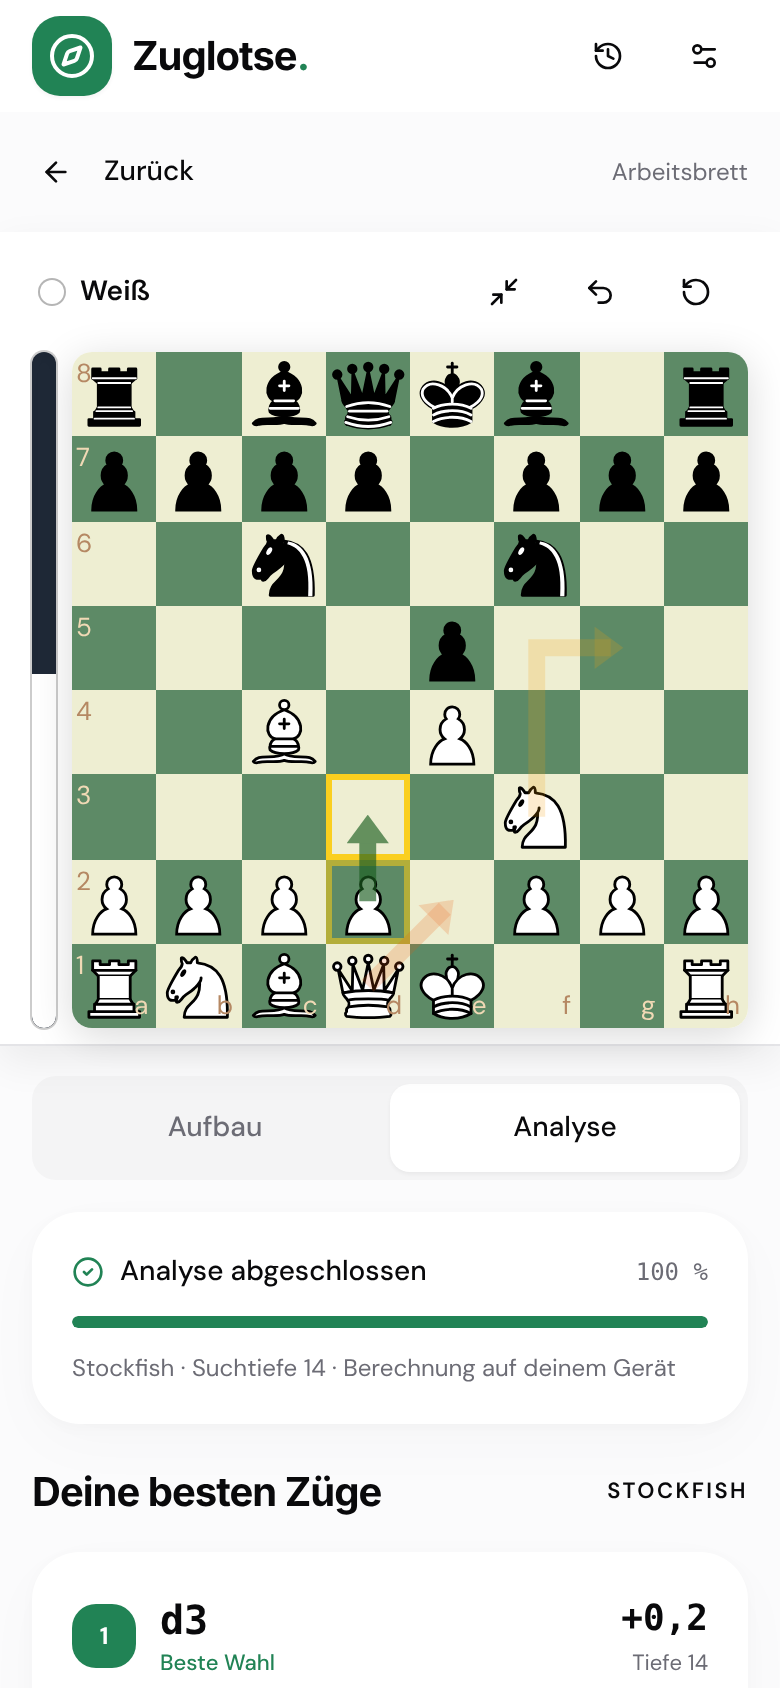 Zuglotse.
Zurück
Arbeitsbrett
Weiß
8
7
6
5
4
3
2
1
a b c d e f g h
Aufbau
Analyse
Analyse abgeschlossen
100 %
Stockfish · Suchtiefe 14 · Berechnung auf deinem Gerät
Deine besten Züge
STOCKFISH
1
d3
+0,2
Beste Wahl
Tiefe 14